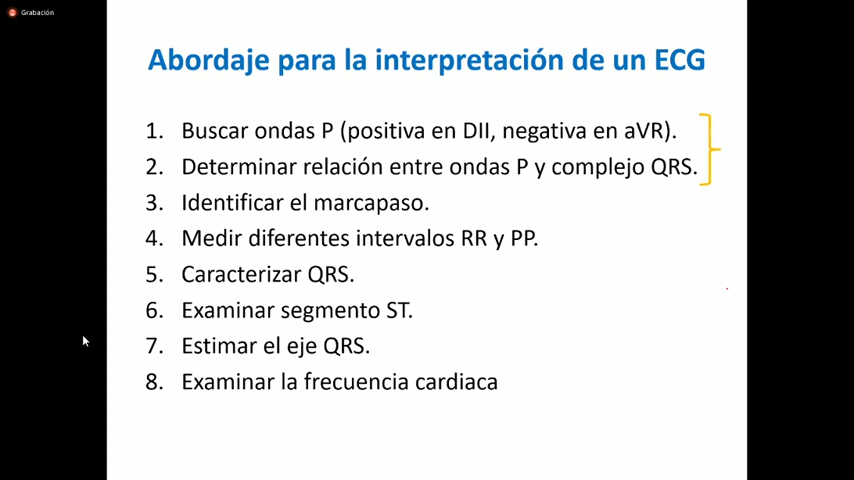 Grabación
Abordaje para la interpretación de un ECG
1. Buscar ondas P (positiva en DII, negativa en aVR).
2. Determinar relación entre ondas P y complejo QRS.
3. Identificar el marcapaso.
4. Medir diferentes intervalos RR y PP.
5. Caracterizar QRS.
6. Examinar segmento ST.
7. Estimar el eje QRS.
8. Examinar la frecuencia cardiaca